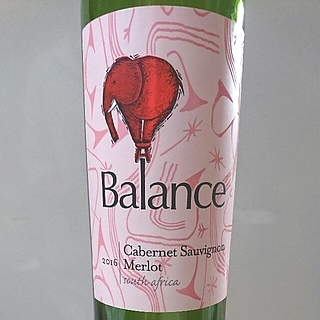 Balance
Cabernet Sauvignon
2016 Merlot
south africa